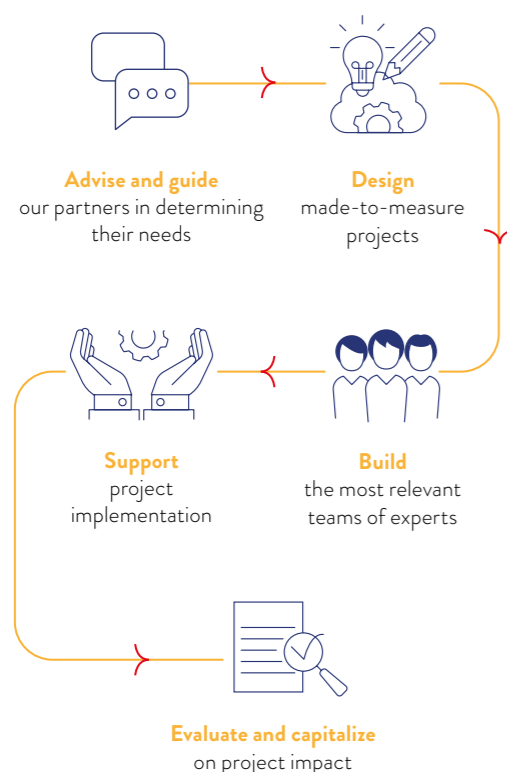 Advise and guide
our partners in determining
their needs
Design
made-to-measure
projects
Build
the most relevant
teams of experts
Support
project
implementation
Evaluate and capitalize
on project impact